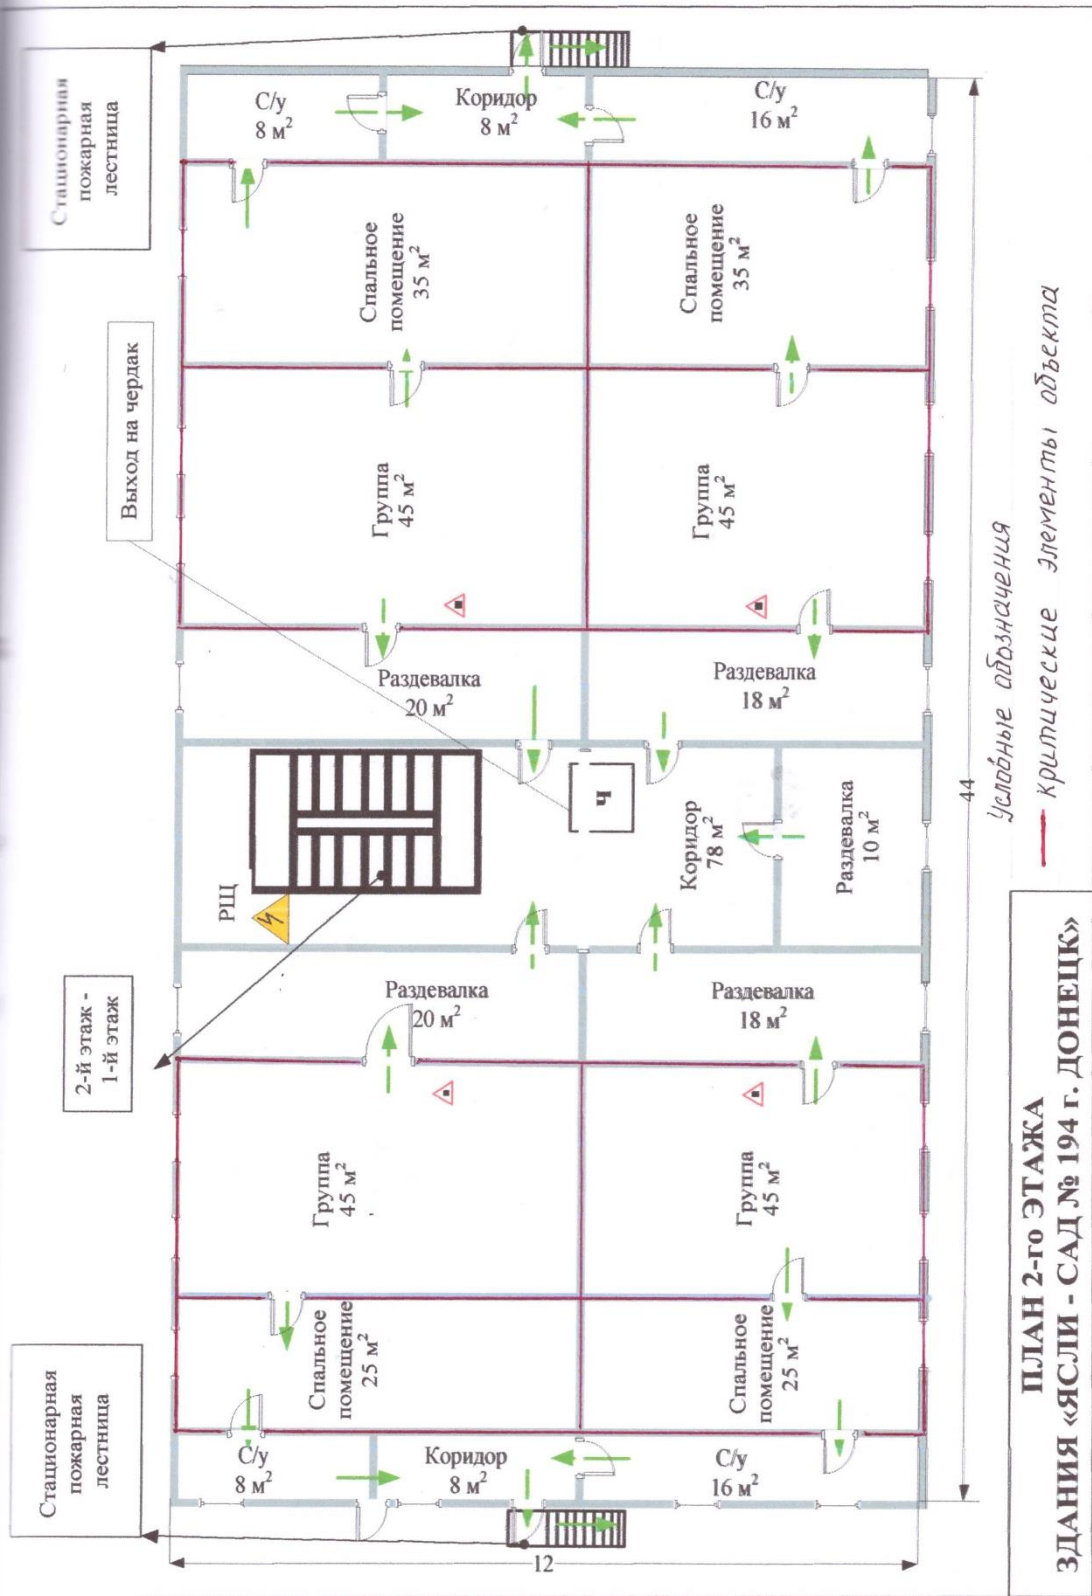 Стационарная
пожарная
лестница
С/у
8 м²
Коридор
8 м²
С/у
16 м²
Спальное
помещение
35 м²
Спальное
помещение
35 м²
Выход на чердак
Группа
45 м²
Группа
45 м²
Раздевалка
20 м²
Раздевалка
18 м²
РЩ
Ч
Коридор
78 м²
Раздевалка
10 м²
2-й этаж -
1-й этаж
Раздевалка
20 м²
Раздевалка
18 м²
Группа
45 м²
Группа
45 м²
Спальное
помещение
25 м²
Спальное
помещение
25 м²
Стационарная
пожарная
лестница
С/у
8 м²
Коридор
8 м²
С/у
16 м²
12
44
Условные обозначения
критические элементы объекта
ПЛАН 2-го ЭТАЖА
ЗДАНИЯ «ЯСЛИ - САД № 194 г. ДОНЕЦК»